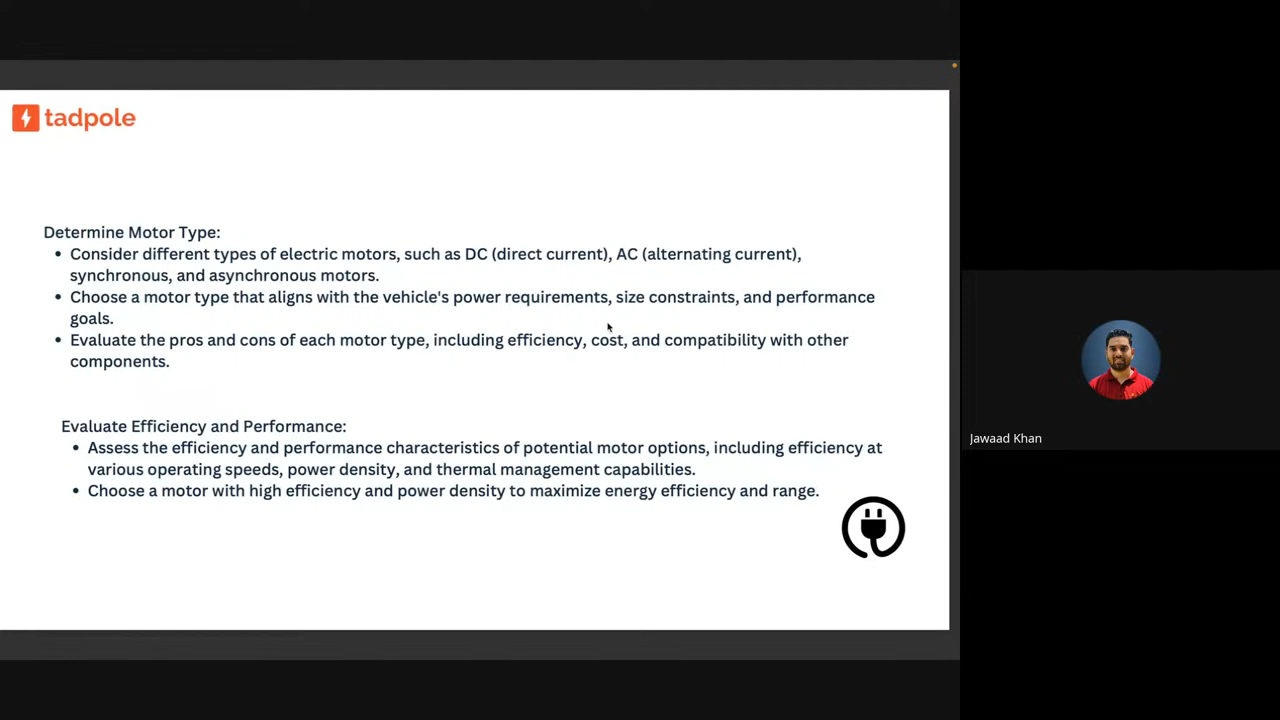 tadpole
Determine Motor Type:
• Consider different types of electric motors, such as DC (direct current), AC (alternating current),
synchronous, and asynchronous motors.
• Choose a motor type that aligns with the vehicle's power requirements, size constraints, and performance
goals.
• Evaluate the pros and cons of each motor type, including efficiency, cost, and compatibility with other
components.
Evaluate Efficiency and Performance:
• Assess the efficiency and performance characteristics of potential motor options, including efficiency at
various operating speeds, power density, and thermal management capabilities.
• Choose a motor with high efficiency and power density to maximize energy efficiency and range.
Jawaad Khan